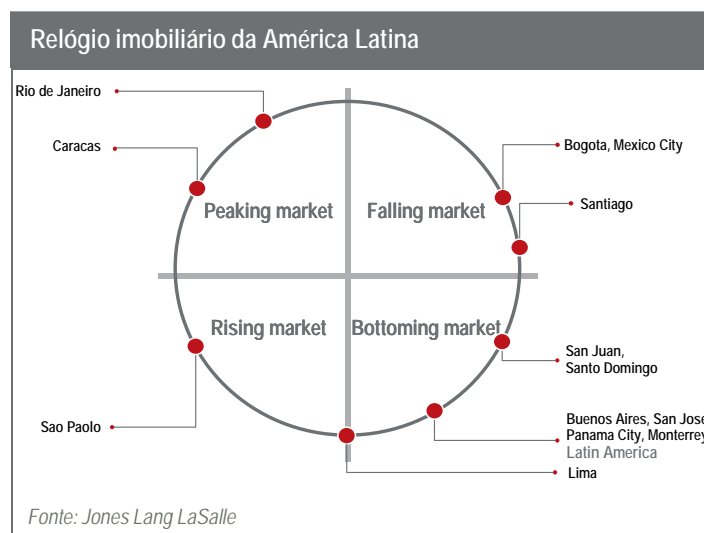 Relógio imobiliário da América Latina
Rio de Janeiro
Caracas
Bogota, Mexico City
Santiago
Peaking market
Falling market
Rising market
Bottoming market
San Juan,
Santo Domingo
Sao Paolo
Buenos Aires, San Jose
Panama City, Monterrey
Latin America
Lima
Fonte: Jones Lang LaSalle